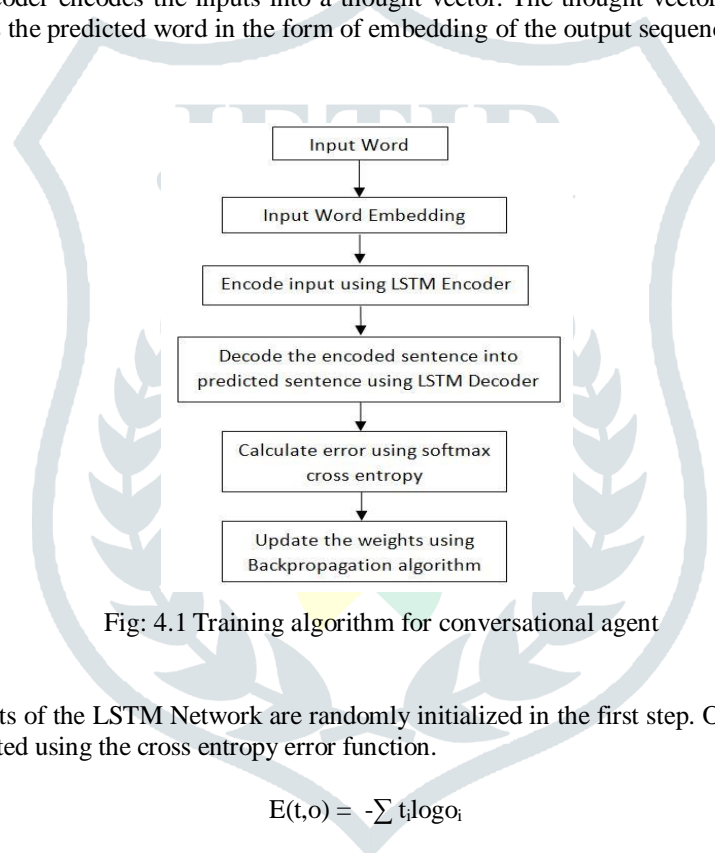 coder encodes the inputs into a thought vector. The thought vector
the predicted word in the form of embedding of the output sequen
JETIR
Input Word
Input Word Embedding
Encode input using LSTM Encoder
Decode the encoded sentence into
predicted sentence using LSTM Decoder
Calculate error using softmax
cross entropy
Update the weights using
Backpropagation algorithm
Fig: 4.1 Training algorithm for conversational agent
ts of the LSTM Network are randomly initialized in the first step. O
ted using the cross entropy error function.
E(t,o) = -∑ tᵢlogoᵢ